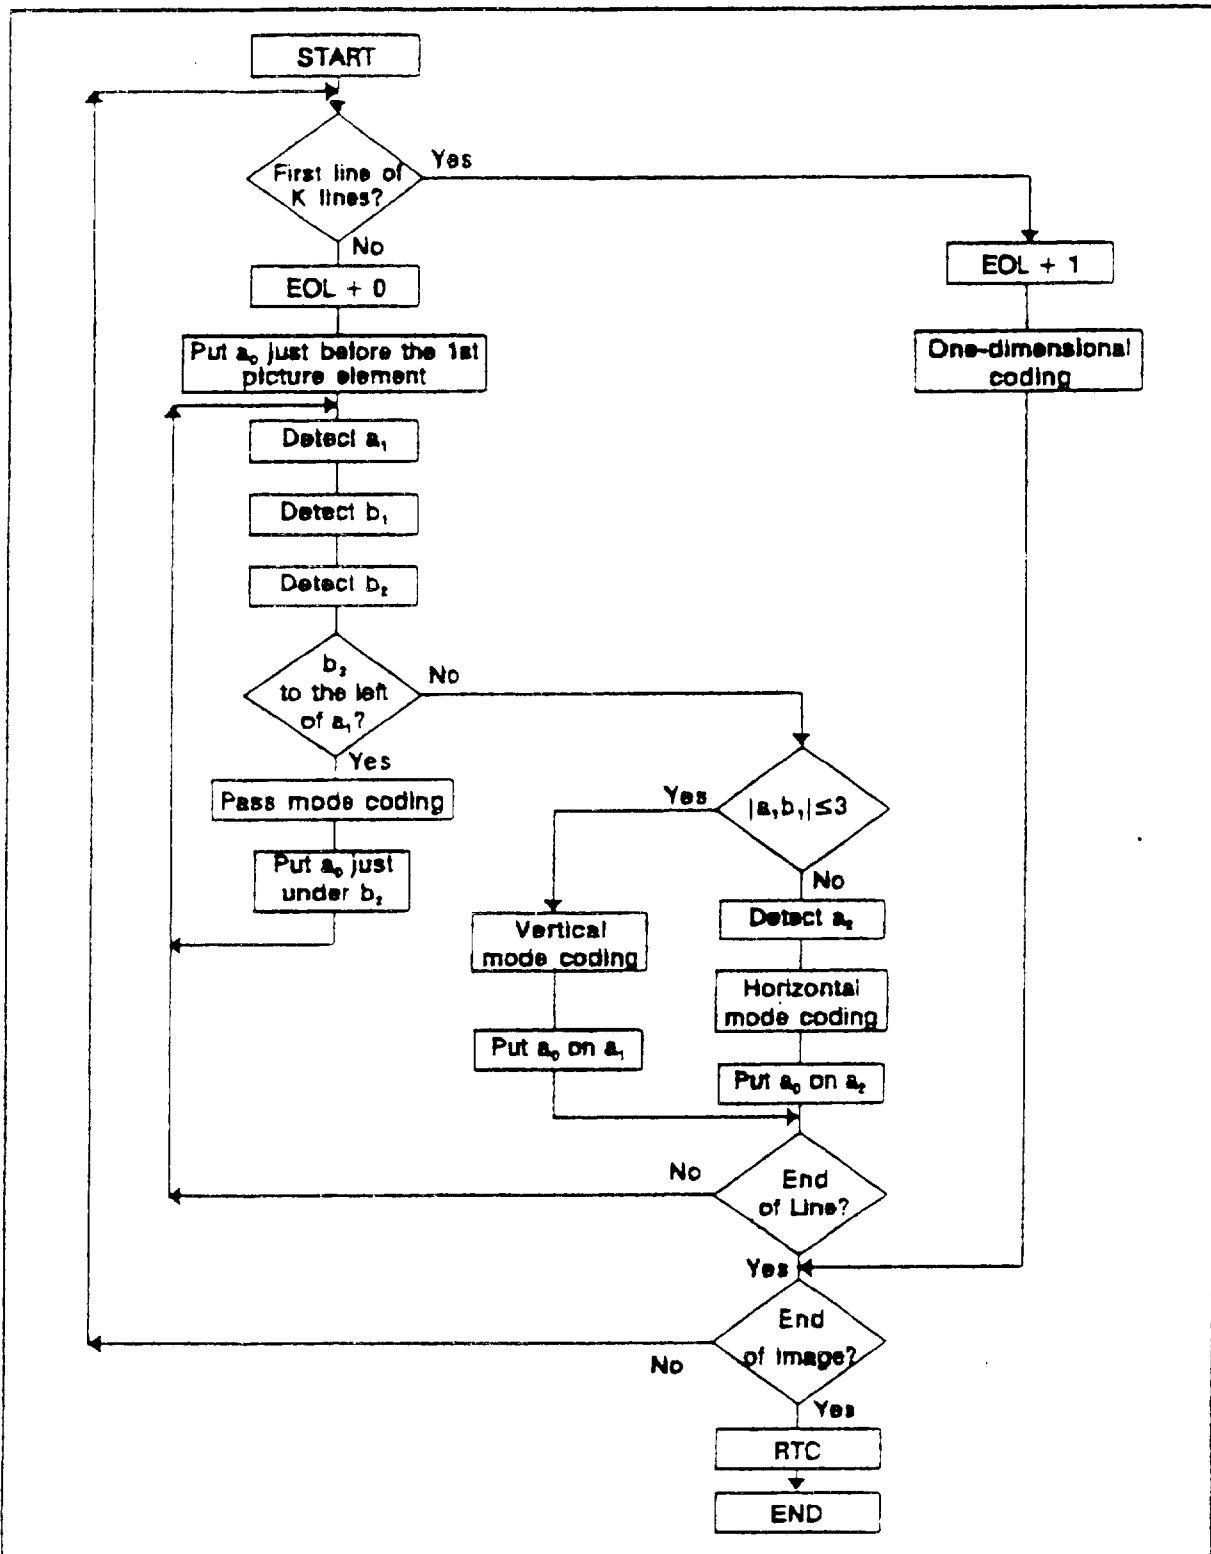 START
First line of
K lines?
Yes
No
EOL + 0
EOL + 1
Put a₀ just before the 1st
picture element
One-dimensional
coding
Detect a₁
Detect b₁
Detect b₂
b₂
to the left
of a₁?
No
Yes
Pass mode coding
Put a₀ just
under b₂
|a₁b₁|≤3
Yes
No
Vertical
mode coding
Detect a₂
Horizontal
mode coding
Put a₀ on a₁
Put a₀ on a₂
End
of Line?
No
Yes
End
of image?
No
Yes
RTC
END